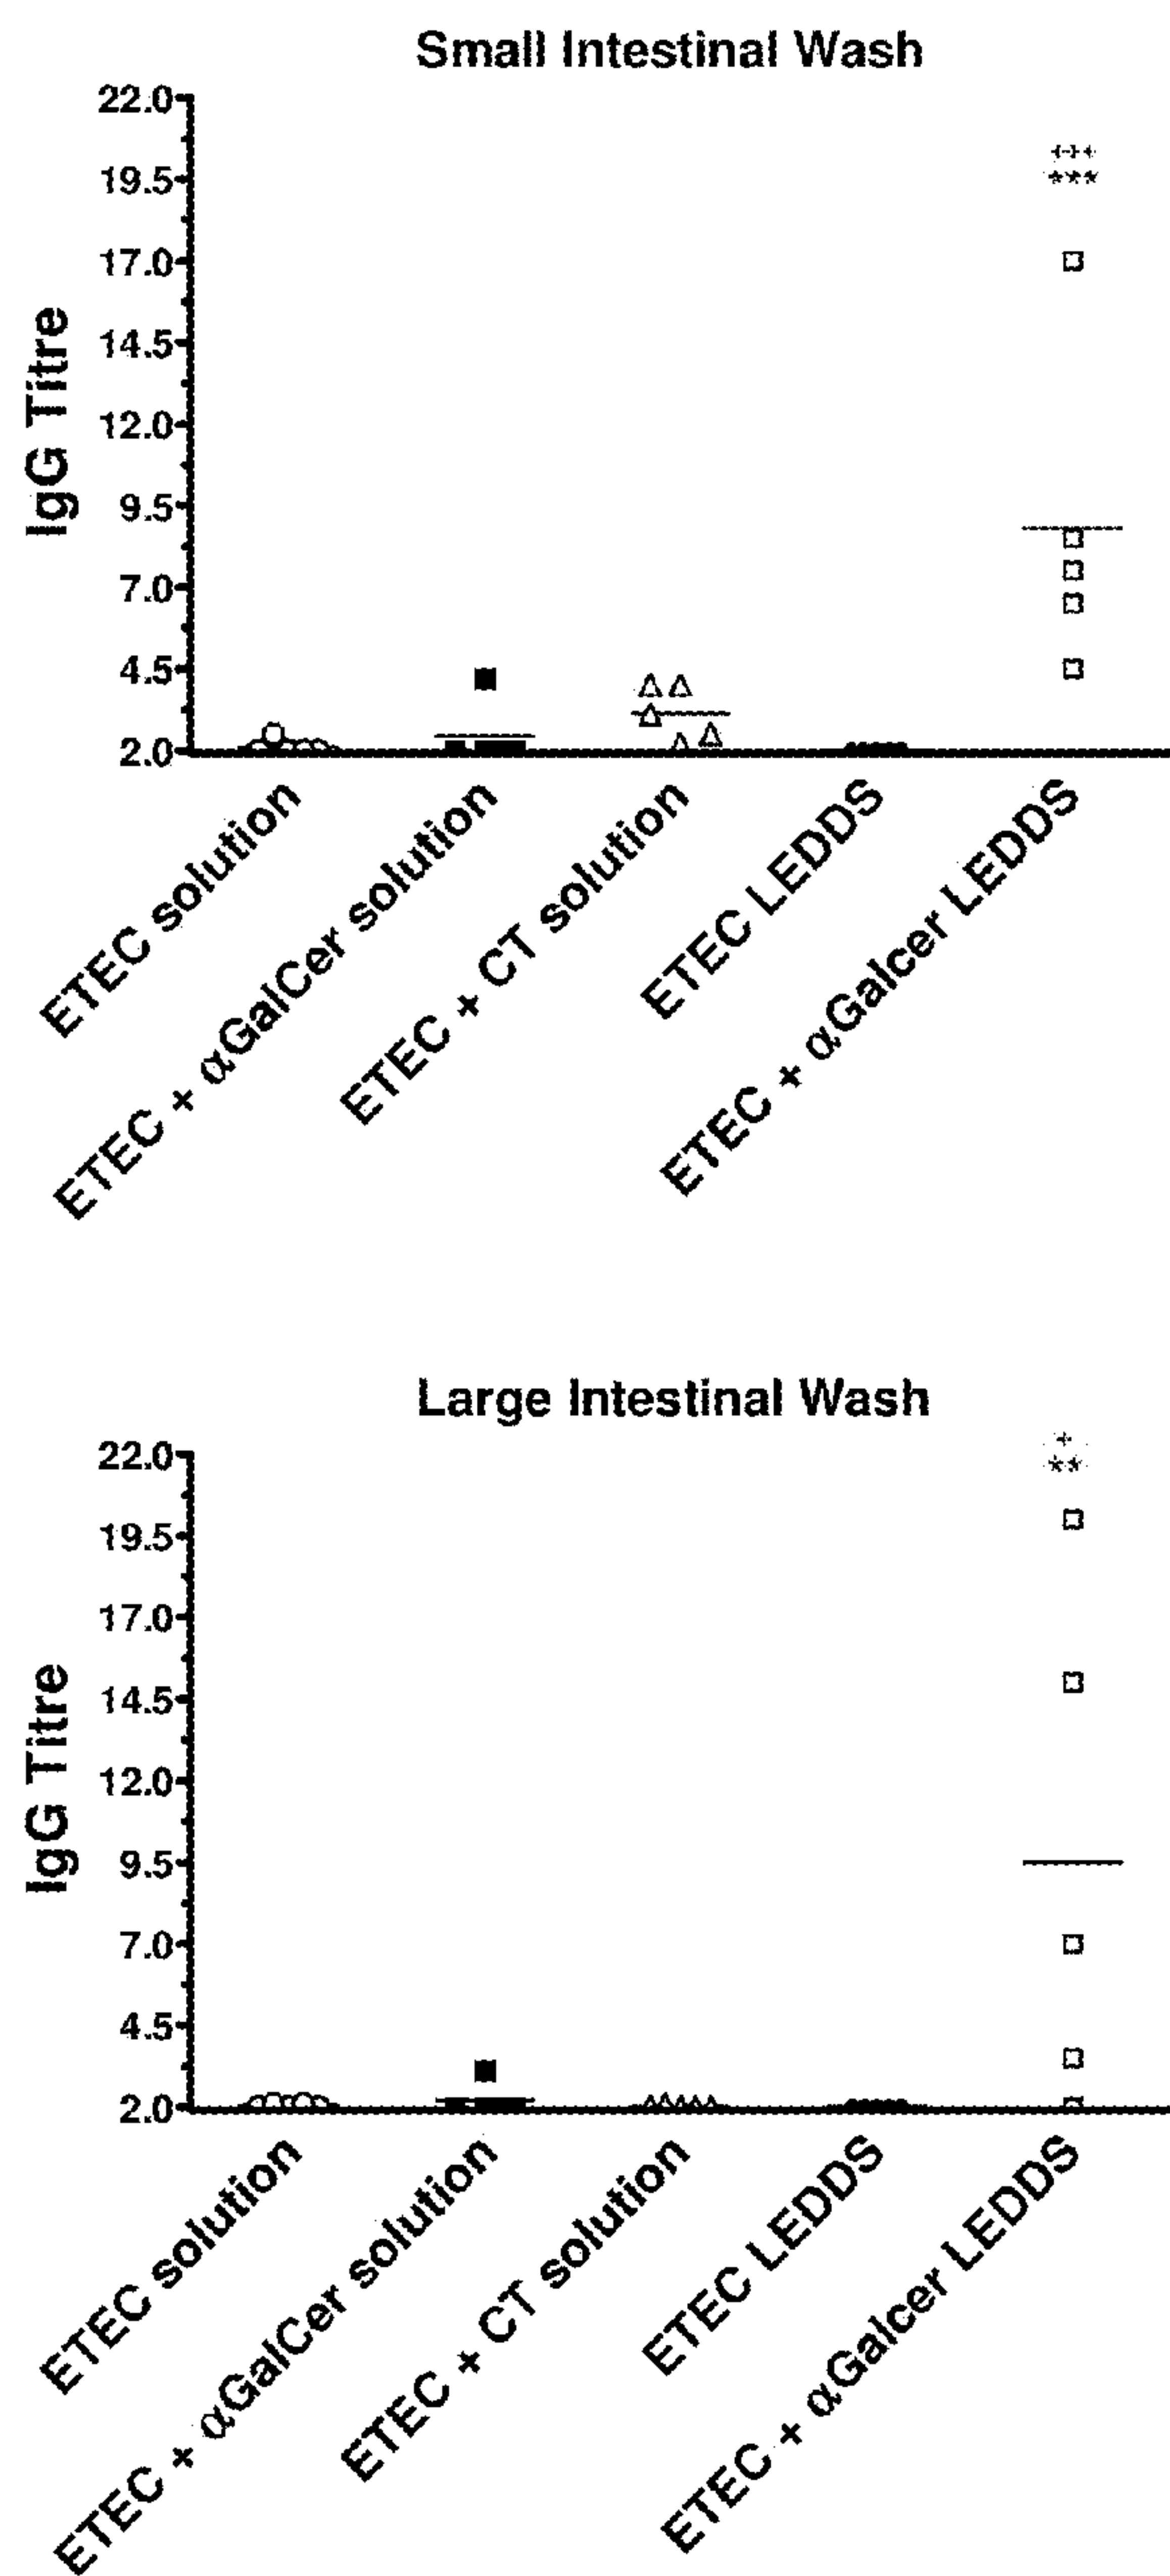 Small Intestinal Wash
22.0
19.5
17.0
14.5
12.0
9.5
7.0
4.5
2.0
IgG Titre
***
ETEC solution
ETEC + αGalCer solution
ETEC + CT solution
ETEC LEDDS
ETEC + αGalcer LEDDS
Large Intestinal Wash
22.0
19.5
17.0
14.5
12.0
9.5
7.0
4.5
2.0
IgG Titre
+
**
ETEC solution
ETEC + αGalCer solution
ETEC + CT solution
ETEC LEDDS
ETEC + αGalcer LEDDS